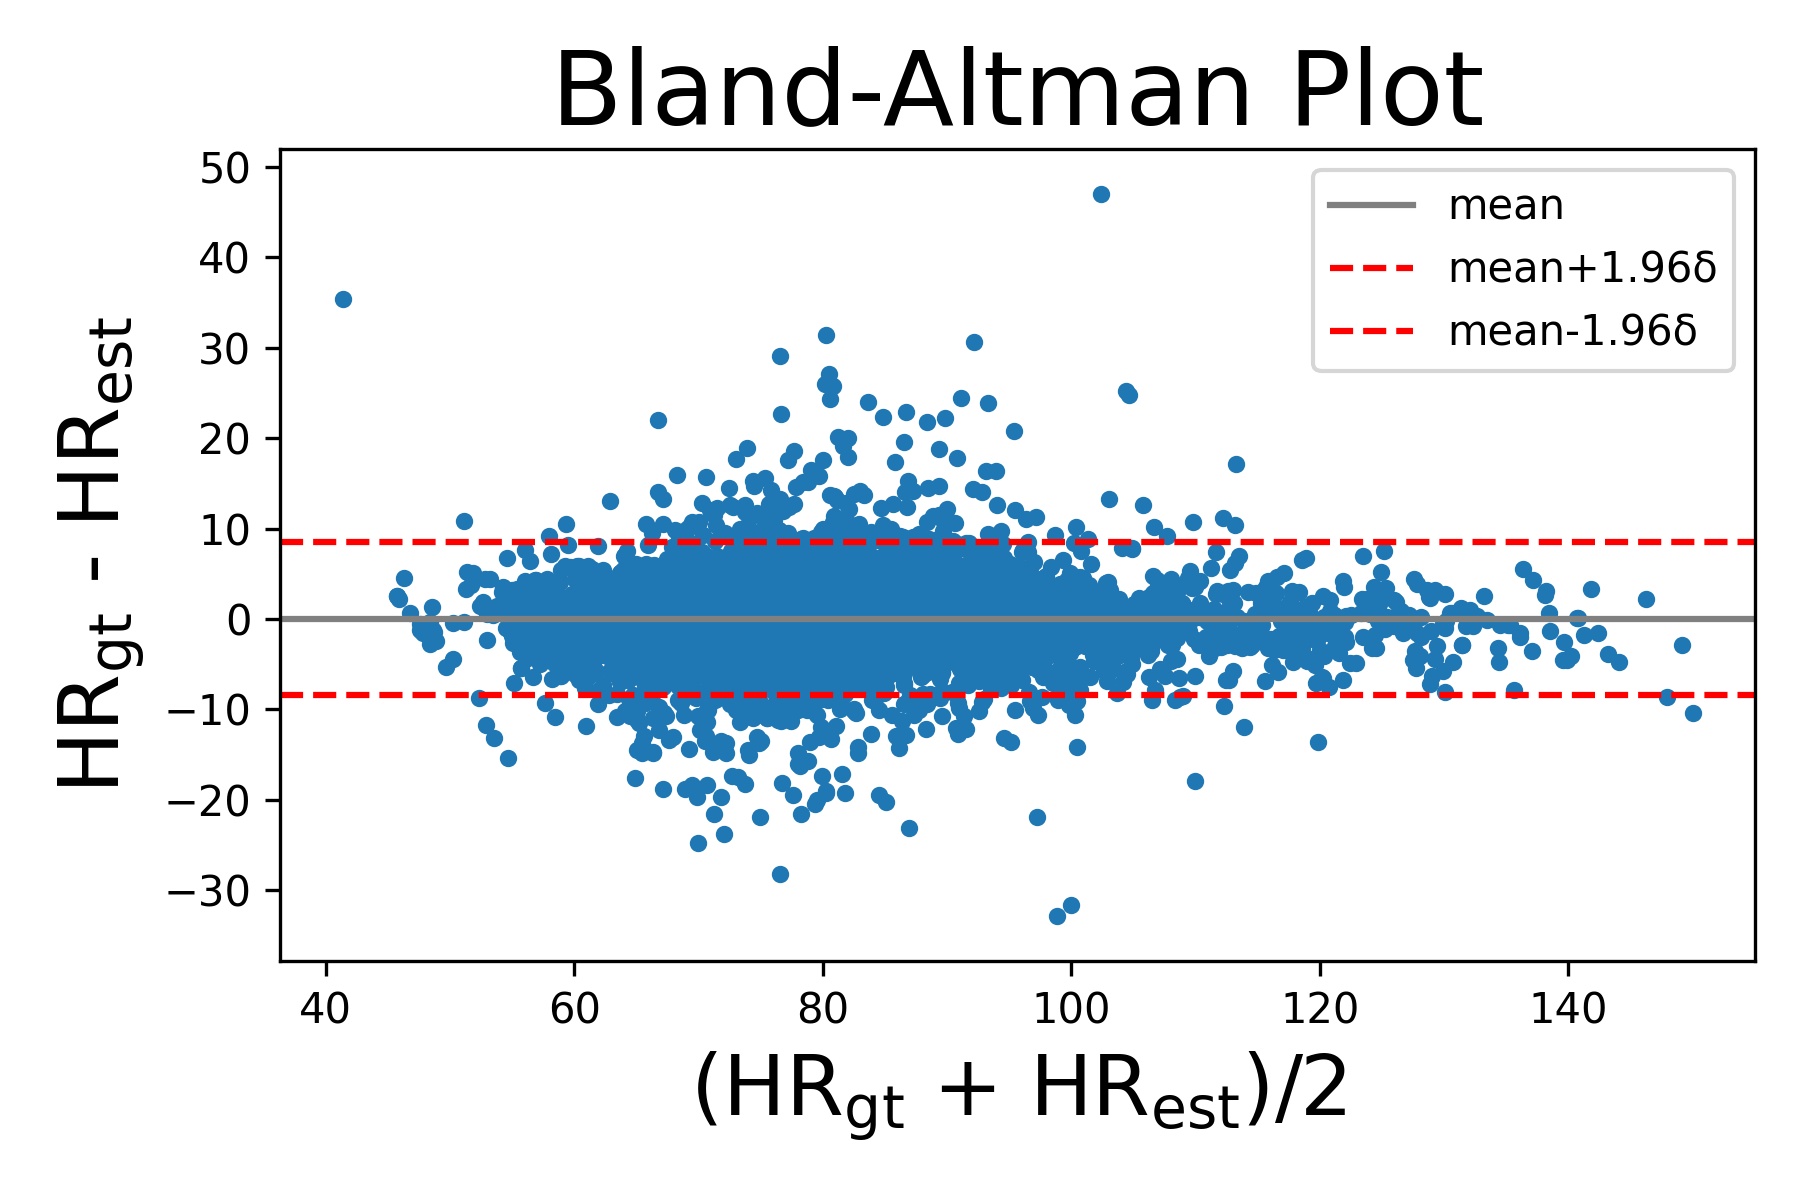 Bland-Altman Plot
mean
mean+1.96δ
mean-1.96δ
HRgt - HRest
50
40
30
20
10
0
−10
−20
−30
40 60 80 100 120 140
(HRgt + HRest)/2